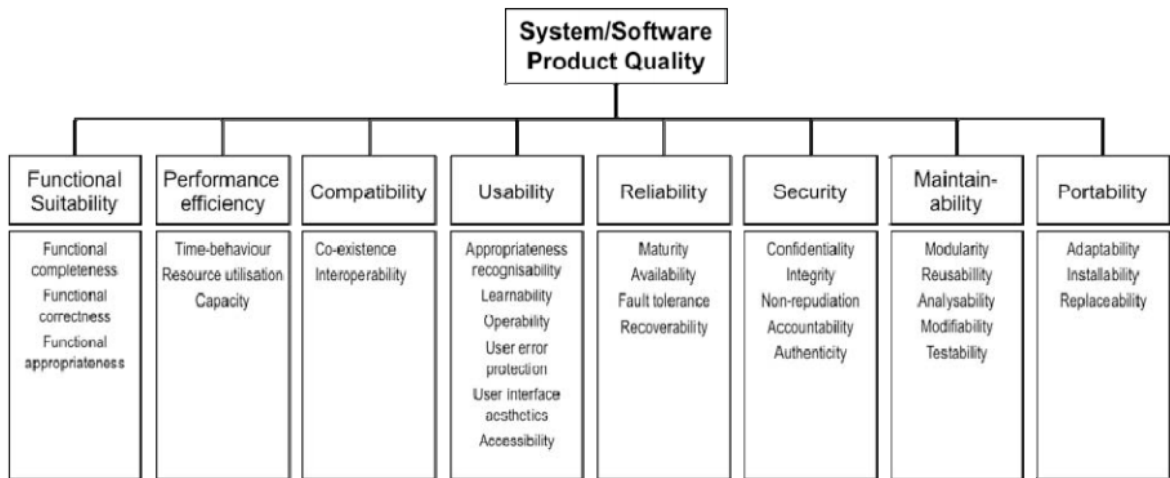 System/Software
Product Quality
Functional
Suitability
Performance
efficiency
Compatibility
Usability
Reliability
Security
Maintain-
ability
Portability
Functional
completeness
Functional
correctness
Functional
appropriateness
Time-behaviour
Resource utilisation
Capacity
Co-existence
Interoperability
Appropriateness
recognisability
Learnability
Operability
User error
protection
User interface
aesthetics
Accessibility
Maturity
Availability
Fault tolerance
Recoverability
Confidentiality
Integrity
Non-repudiation
Accountability
Authenticity
Modularity
Reusabillity
Analysability
Modifiability
Testability
Adaptability
Installability
Replaceability